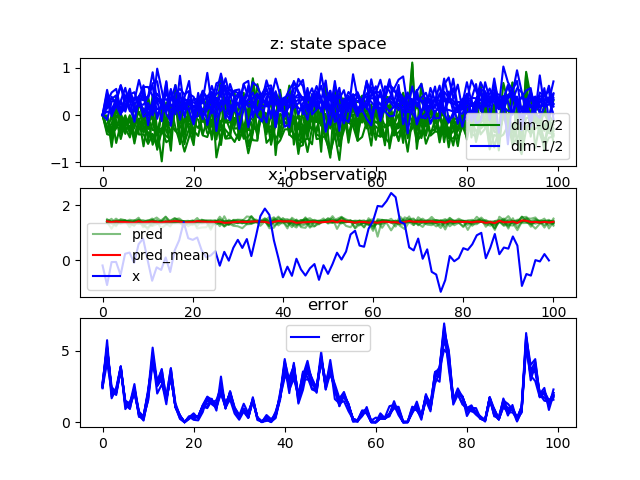 z: state space
1
0
−1
dim-0/2
dim-1/2
0 20 40 60 80 100
x: observation
2
0
pred
pred_mean
x
0 20 40 60 80 100
error
5
0
error
0 20 40 60 80 100